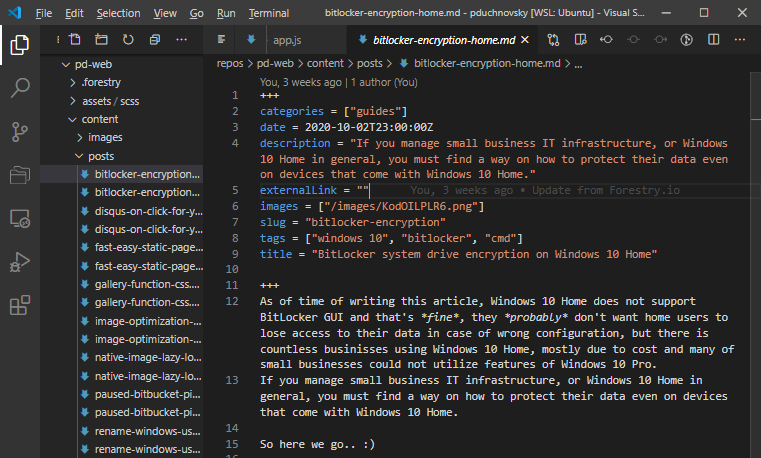 File Edit Selection View Go Run Terminal bitlocker-encryption-home.md - pduchnovsky [WSL: Ubuntu] - Visual S...
app.js bitlocker-encryption-home.md
repos > pd-web > content > posts > bitlocker-encryption-home.md > ...
pd-web
.forestry
assets / scss
content
images
posts
bitlocker-encryption...
bitlocker-encryption...
disqus-on-click-for-y...
disqus-on-click-for-y...
fast-easy-static-page...
fast-easy-static-page...
gallery-function-css....
gallery-function-css....
image-optimization-...
image-optimization-...
native-image-lazy-lo...
native-image-lazy-lo...
paused-bitbucket-pi...
paused-bitbucket-pi...
rename-windows-us...
rename-windows-us...
You, 3 weeks ago | 1 author (You)
1 +++
2 categories = ["guides"]
3 date = 2020-10-02T23:00:00Z
4 description = "If you manage small business IT infrastructure, or Windows
10 Home in general, you must find a way on how to protect their data even
on devices that come with Windows 10 Home."
5 externalLink = "" You, 3 weeks ago • Update from Forestry.io
6 images = ["/images/KodOILPLR6.png"]
7 slug = "bitlocker-encryption"
8 tags = ["windows 10", "bitlocker", "cmd"]
9 title = "BitLocker system drive encryption on Windows 10 Home"
10
11 +++
12 As of time of writing this article, Windows 10 Home does not support
BitLocker GUI and that's *fine*, they *probably* don't want home users to
lose access to their data in case of wrong configuration, but there is
countless businisses using Windows 10 Home, mostly due to cost and many of
small businesses could not utilize features of Windows 10 Pro.
13 If you manage small business IT infrastructure, or Windows 10 Home in
general, you must find a way on how to protect their data even on devices
that come with Windows 10 Home.
14
15 So here we go.. :)